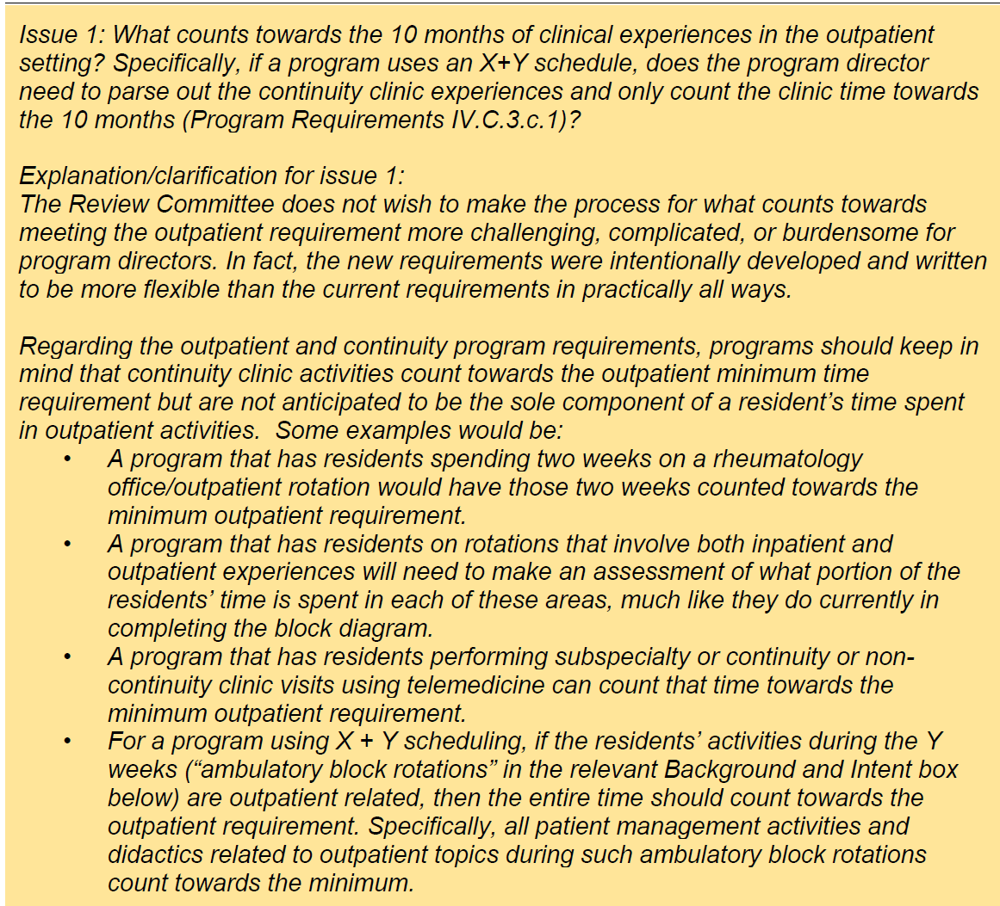 Issue 1: What counts towards the 10 months of clinical experiences in the outpatient
setting? Specifically, if a program uses an X+Y schedule, does the program director
need to parse out the continuity clinic experiences and only count the clinic time towards
the 10 months (Program Requirements IV.C.3.c.1)?
Explanation/clarification for issue 1:
The Review Committee does not wish to make the process for what counts towards
meeting the outpatient requirement more challenging, complicated, or burdensome for
program directors. In fact, the new requirements were intentionally developed and written
to be more flexible than the current requirements in practically all ways.
Regarding the outpatient and continuity program requirements, programs should keep in
mind that continuity clinic activities count towards the outpatient minimum time
requirement but are not anticipated to be the sole component of a resident's time spent
in outpatient activities.  Some examples would be:
• A program that has residents spending two weeks on a rheumatology
office/outpatient rotation would have those two weeks counted towards the
minimum outpatient requirement.
• A program that has residents on rotations that involve both inpatient and
outpatient experiences will need to make an assessment of what portion of the
residents' time is spent in each of these areas, much like they do currently in
completing the block diagram.
• A program that has residents performing subspecialty or continuity or non-
continuity clinic visits using telemedicine can count that time towards the
minimum outpatient requirement.
• For a program using X + Y scheduling, if the residents' activities during the Y
weeks ("ambulatory block rotations" in the relevant Background and Intent box
below) are outpatient related, then the entire time should count towards the
outpatient requirement. Specifically, all patient management activities and
didactics related to outpatient topics during such ambulatory block rotations
count towards the minimum.